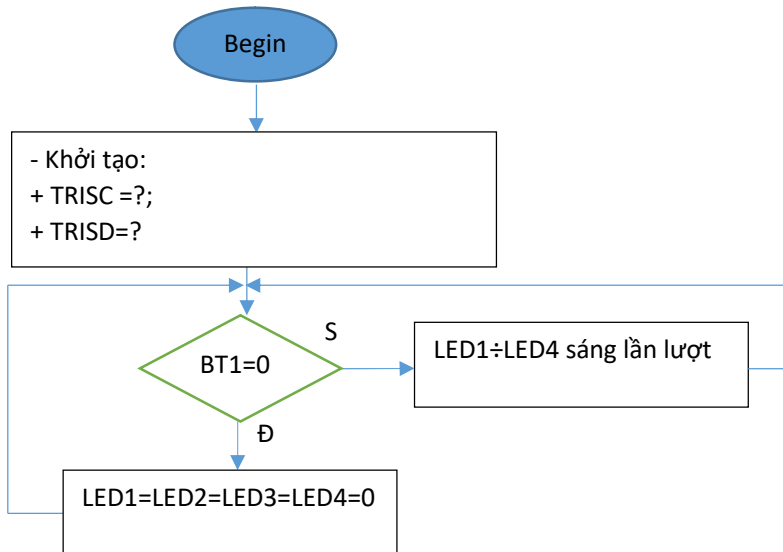 Begin
- Khởi tạo:
+ TRISC =?;
+ TRISD=?
S
BT1=0
LED1÷LED4 sáng lần lượt
Đ
LED1=LED2=LED3=LED4=0